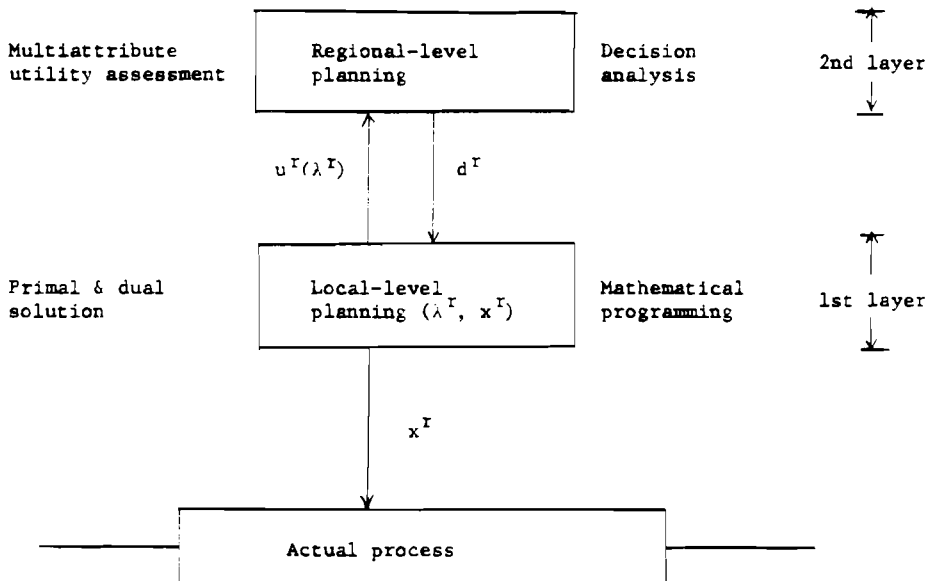 Multiattribute
utility assessment
Regional-level
planning
Decision
analysis
2nd layer
u^r(λ^r)
d^r
Primal & dual
solution
Local-level
planning (λ^r, x^r)
Mathematical
programming
1st layer
x^r
Actual process